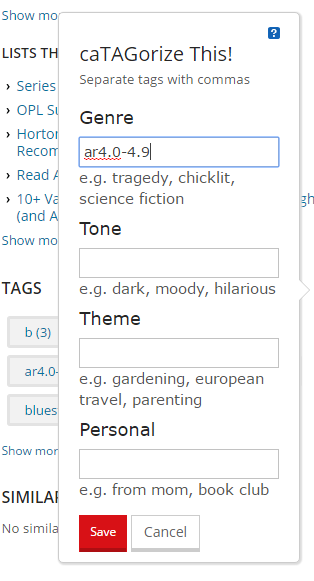 Show mo
caTAGorize This!
Separate tags with commas
LISTS TH
Genre
Series
ar4.0-4.9
OPL Su
e.g. tragedy, chicklit,
science fiction
Horton
Recom
Read A
Tone
10+ Va
(and A
gh
Show mo
e.g. dark, moody, hilarious
TAGS
Theme
b (3)
ar4.0-
e.g. gardening, european
travel, parenting
blues
Personal
Show mor
e.g. from mom, book club
SIMILA
No simila
Save
Cancel